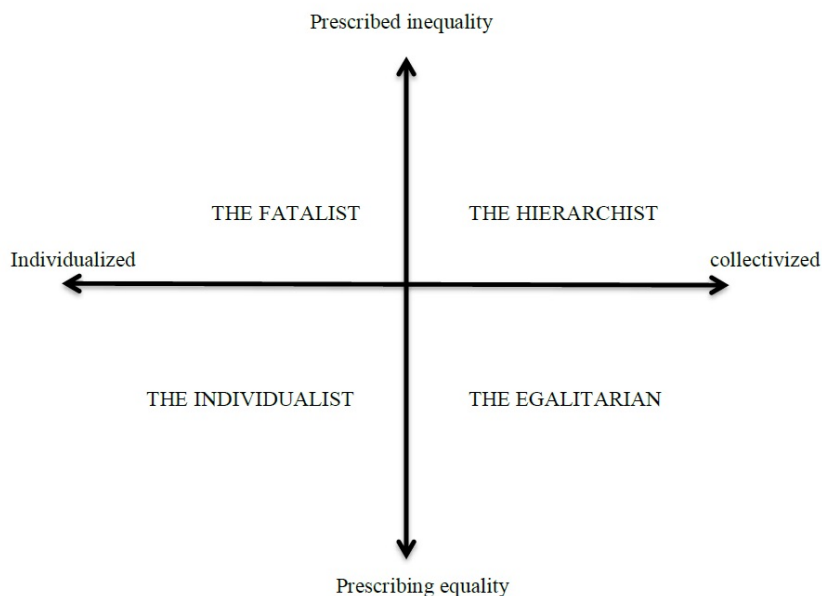 Prescribed inequality
THE FATALIST THE HIERARCHIST
Individualized collectivized
THE INDIVIDUALIST THE EGALITARIAN
Prescribing equality